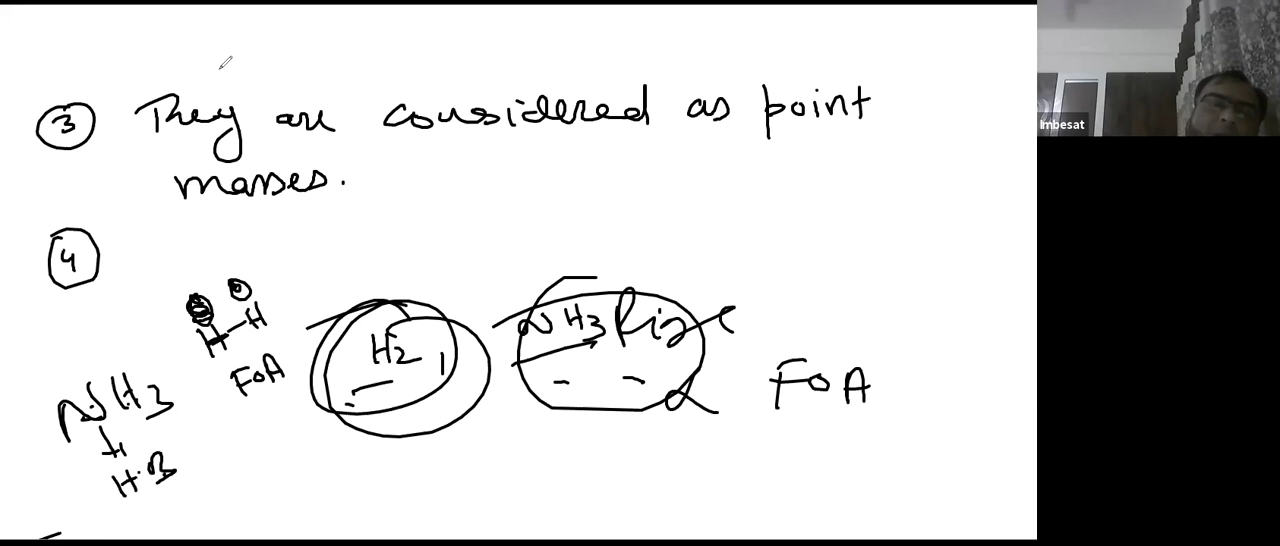 ③ They are considered as point
masses.
④
H-H
FOA
H2
NH3
FOA
NH3
H
H.B
Imbesat